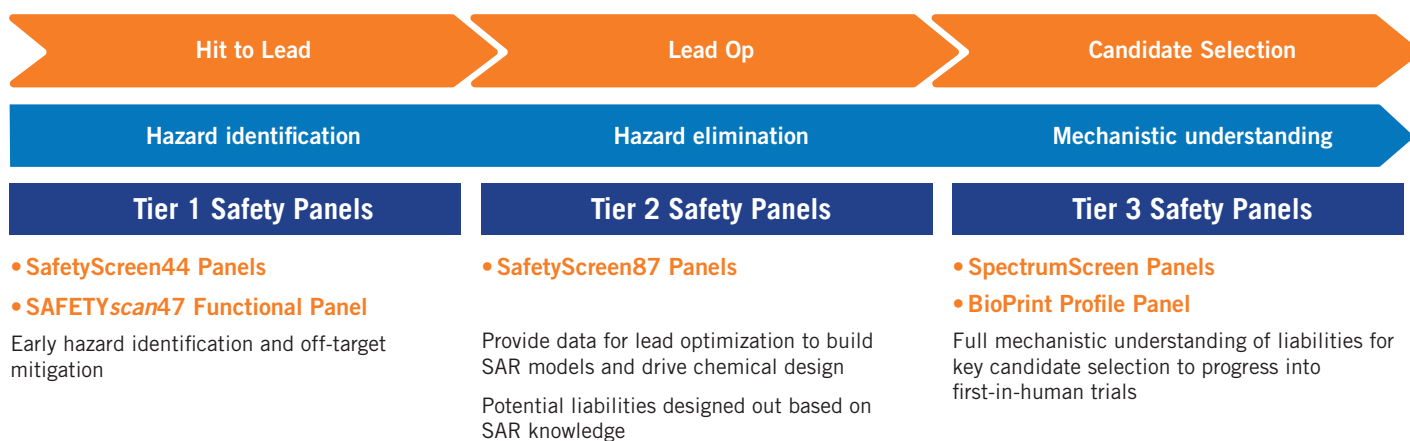 Hit to Lead
Lead Op
Candidate Selection
Hazard identification
Hazard elimination
Mechanistic understanding
Tier 1 Safety Panels
• SafetyScreen44 Panels
• SAFETYscan47 Functional Panel
Early hazard identification and off-target
mitigation
Tier 2 Safety Panels
• SafetyScreen87 Panels
Provide data for lead optimization to build
SAR models and drive chemical design
Potential liabilities designed out based on
SAR knowledge
Tier 3 Safety Panels
• SpectrumScreen Panels
• BioPrint Profile Panel
Full mechanistic understanding of liabilities for
key candidate selection to progress into
first-in-human trials